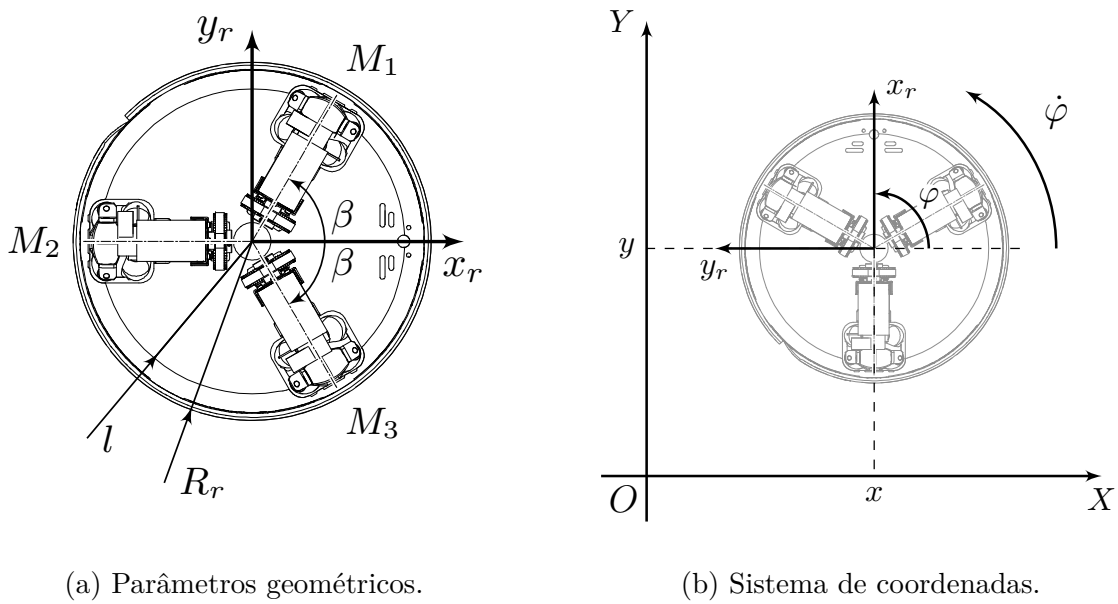 y_r
M_1
β
M_2
β
x_r
M_3
l
R_r
(a) Parâmetros geométricos.
Y
x_r
φ̇
φ
y
y_r
O
x
X
(b) Sistema de coordenadas.